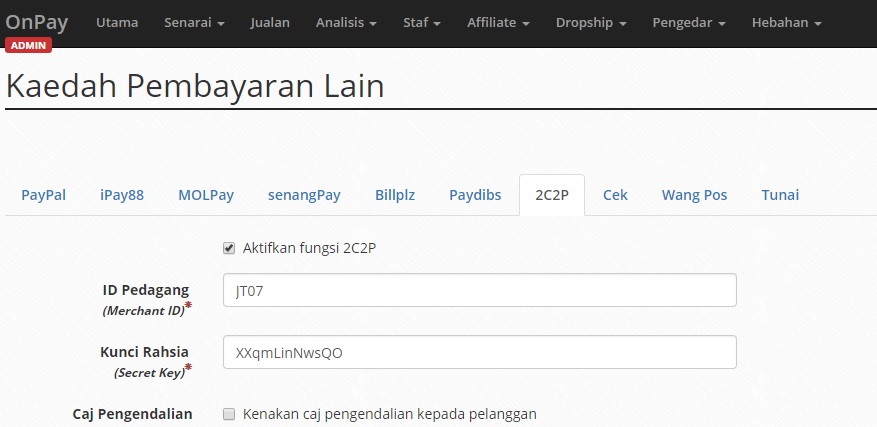 OnPay Utama Senarai Jualan Analisis Staf Affiliate Dropship Pengedar Hebahan
ADMIN
Kaedah Pembayaran Lain
PayPal iPay88 MOLPay senangPay Billplz Paydibs 2C2P Cek Wang Pos Tunai
Aktifkan fungsi 2C2P
ID Pedagang JT07
(Merchant ID)*
Kunci Rahsia XXqmLinNwsQO
(Secret Key)*
Caj Pengendalian Kenakan caj pengendalian kepada pelanggan